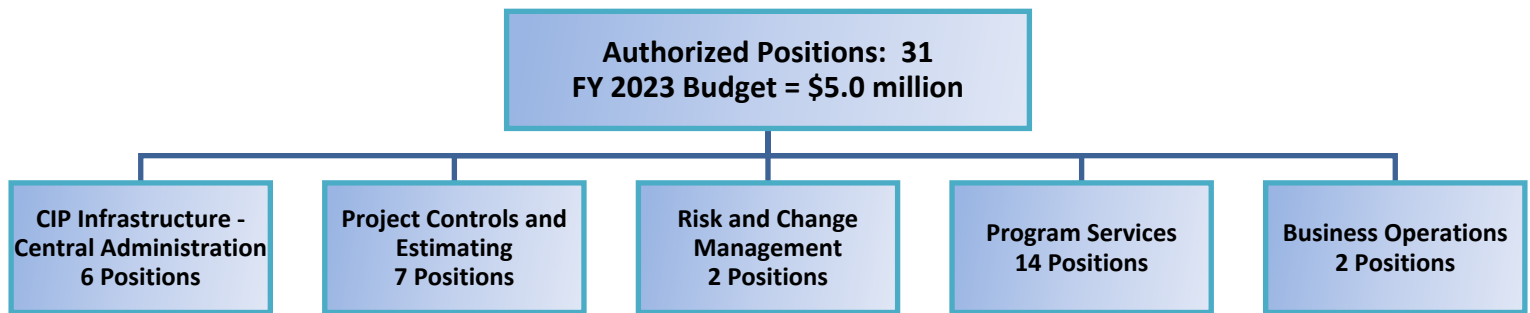 Authorized Positions: 31
FY 2023 Budget = $5.0 million
CIP Infrastructure -
Central Administration
6 Positions
Project Controls and
Estimating
7 Positions
Risk and Change
Management
2 Positions
Program Services
14 Positions
Business Operations
2 Positions